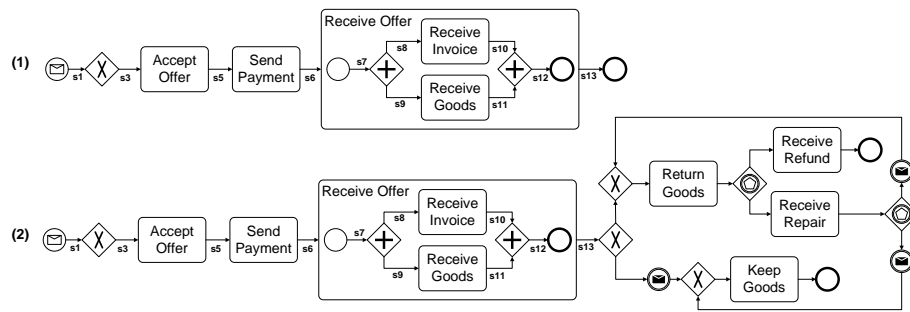 (1)
s1
s3
Accept
Offer
s5
Send
Payment
s6
Receive Offer
s7
s8
s9
Receive
Invoice
Receive
Goods
s10
s11
s12
s13
(2)
s1
s3
Accept
Offer
s5
Send
Payment
s6
Receive Offer
s7
s8
s9
Receive
Invoice
Receive
Goods
s10
s11
s12
s13
Return
Goods
Receive
Refund
Receive
Repair
Keep
Goods